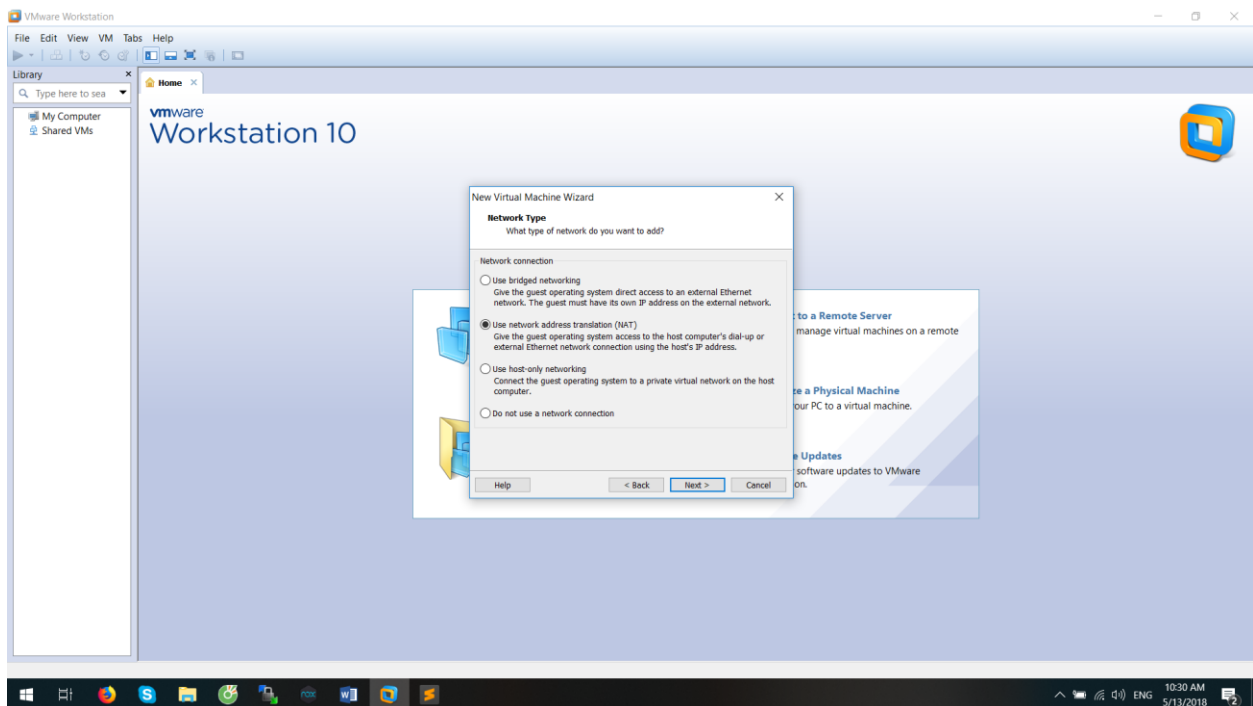 VMware Workstation
File Edit View VM Tabs Help
Library
Type here to sea
My Computer
Shared VMs
Home
vmware
Workstation 10
New Virtual Machine Wizard
Network Type
What type of network do you want to add?
Network connection
Use bridged networking
Give the guest operating system direct access to an external Ethernet
network. The guest must have its own IP address on the external network.
Use network address translation (NAT)
Give the guest operating system access to the host computer's dial-up or
external Ethernet network connection using the host's IP address.
Use host-only networking
Connect the guest operating system to a private virtual network on the host
computer.
Do not use a network connection
Help < Back Next > Cancel
to a Remote Server
manage virtual machines on a remote
a Physical Machine
your PC to a virtual machine.
Updates
software updates to VMware
on.
ENG
10:30 AM
5/13/2018
2